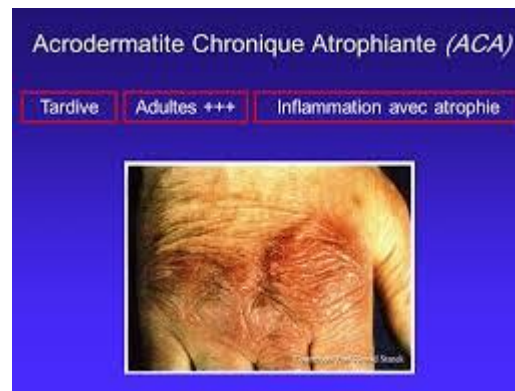 Acrodermatite Chronique Atrophiante (ACA)
Tardive
Adultes +++
Inflammation avec atrophie